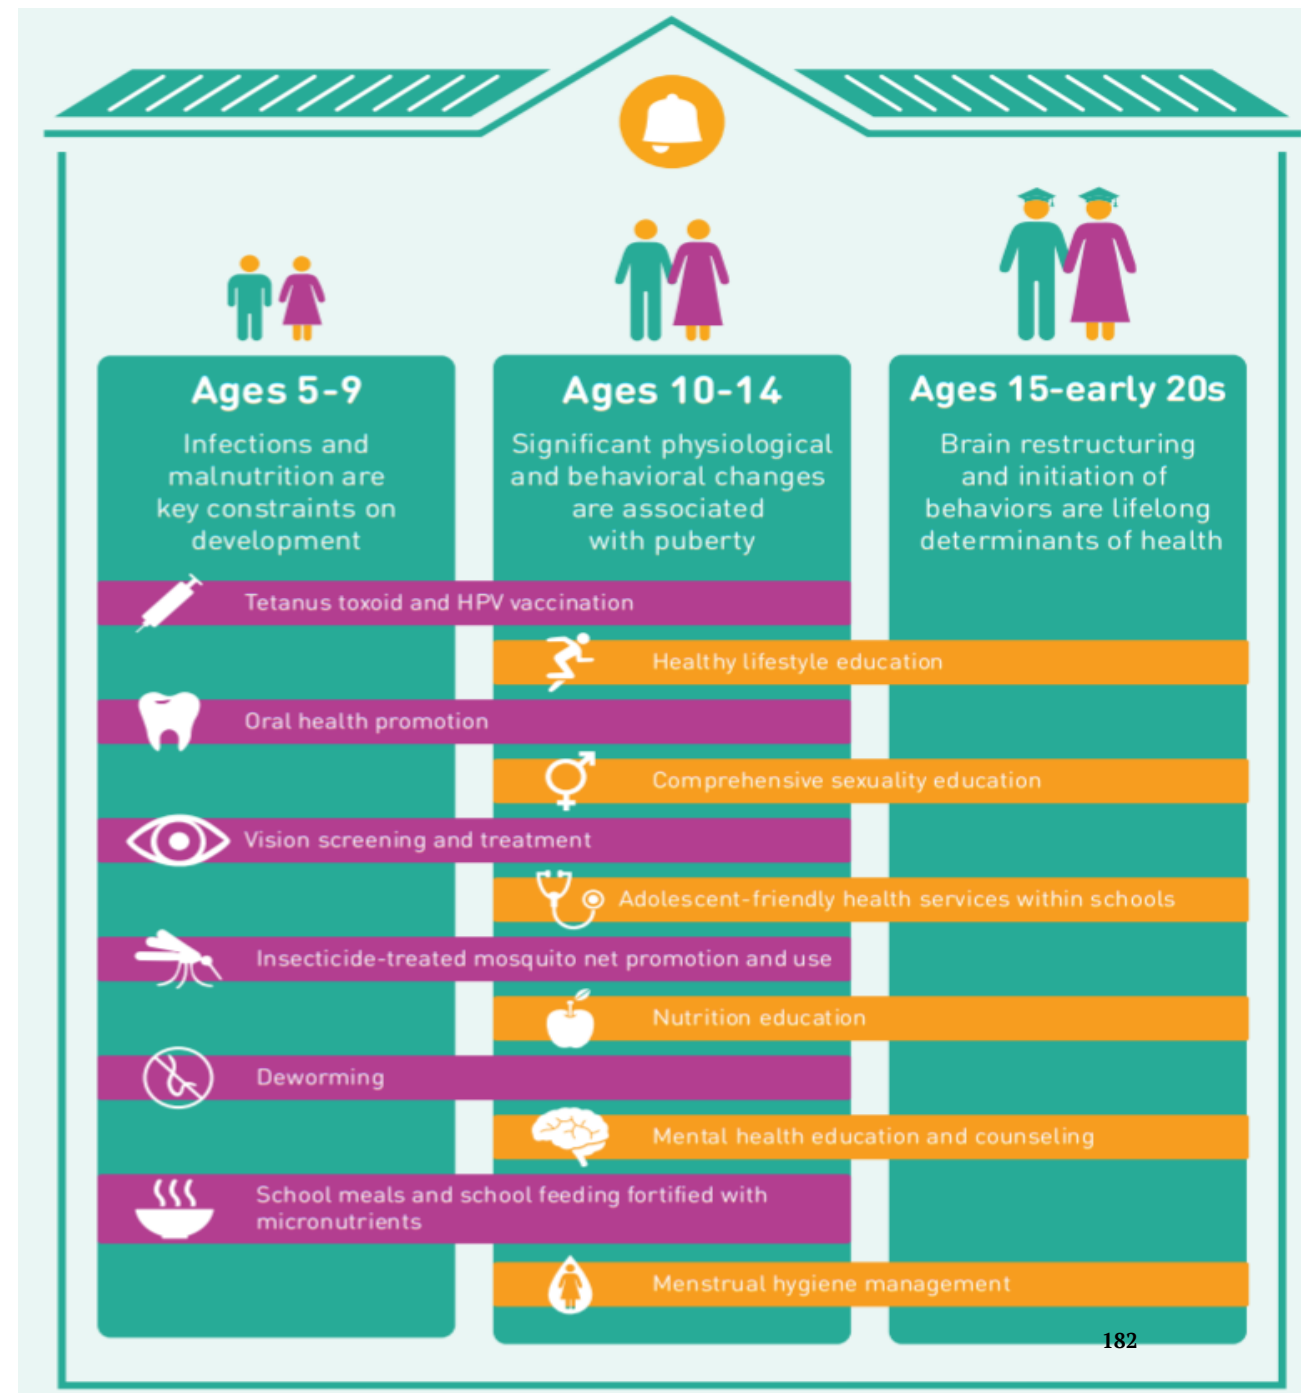 Ages 5-9
Infections and
malnutrition are
key constraints on
development
Ages 10-14
Significant physiological
and behavioral changes
are associated
with puberty
Ages 15-early 20s
Brain restructuring
and initiation of
behaviors are lifelong
determinants of health
Tetanus toxoid and HPV vaccination
Healthy lifestyle education
Oral health promotion
Comprehensive sexuality education
Vision screening and treatment
Adolescent-friendly health services within schools
Insecticide-treated mosquito net promotion and use
Nutrition education
Deworming
Mental health education and counseling
School meals and school feeding fortified with
micronutrients
Menstrual hygiene management
182